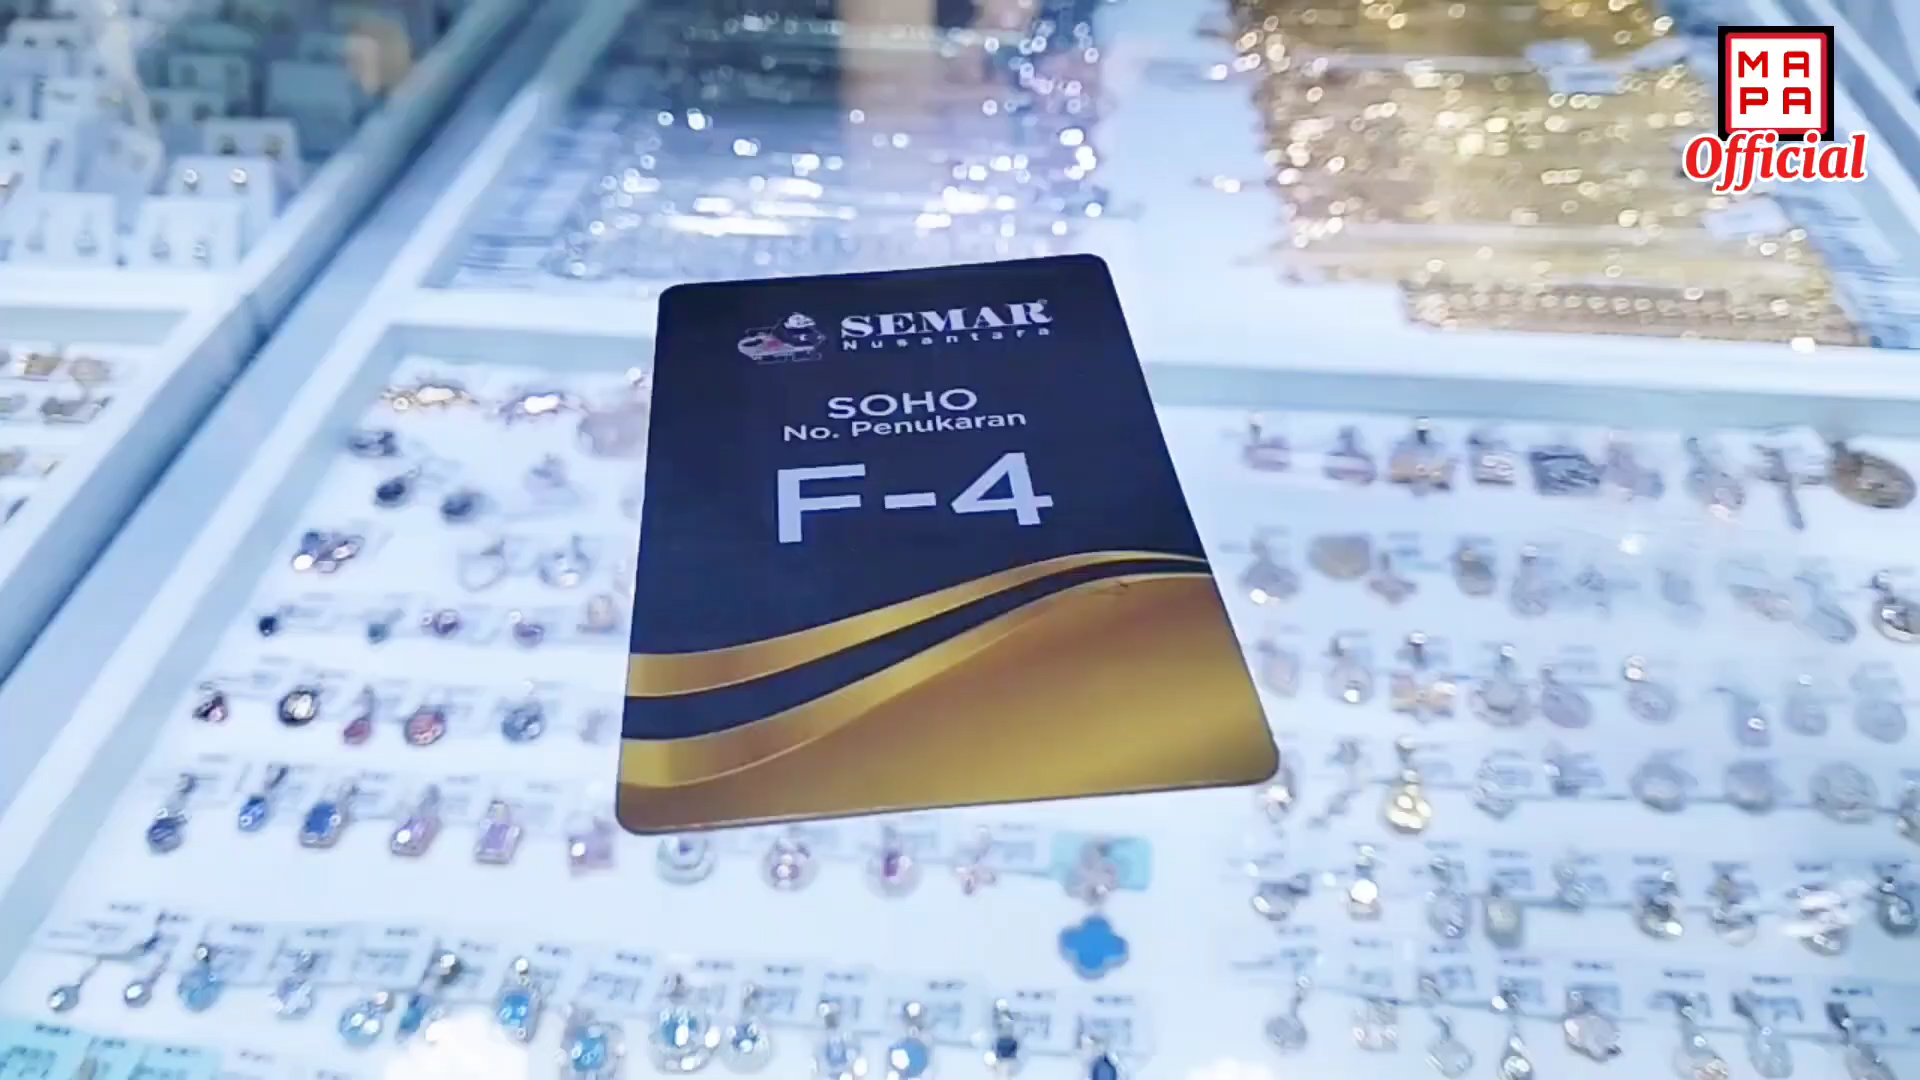 MA
PA
Official
SEMAR
Nusantara
SOHO
No. Penukaran
F-4